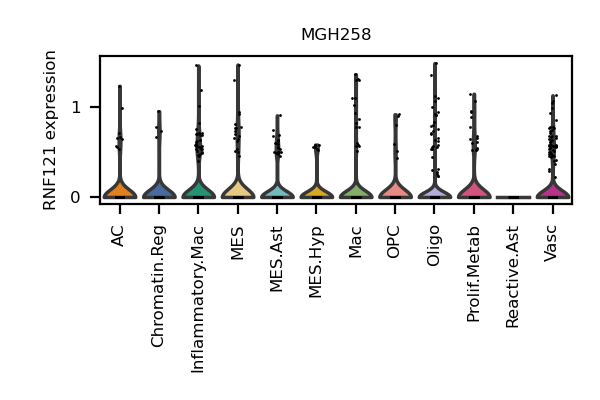 MGH258
RNF121 expression
1
0
AC
Chromatin.Reg
Inflammatory.Mac
MES
MES.Ast
MES.Hyp
Mac
OPC
Oligo
Prolif.Metab
Reactive.Ast
Vasc